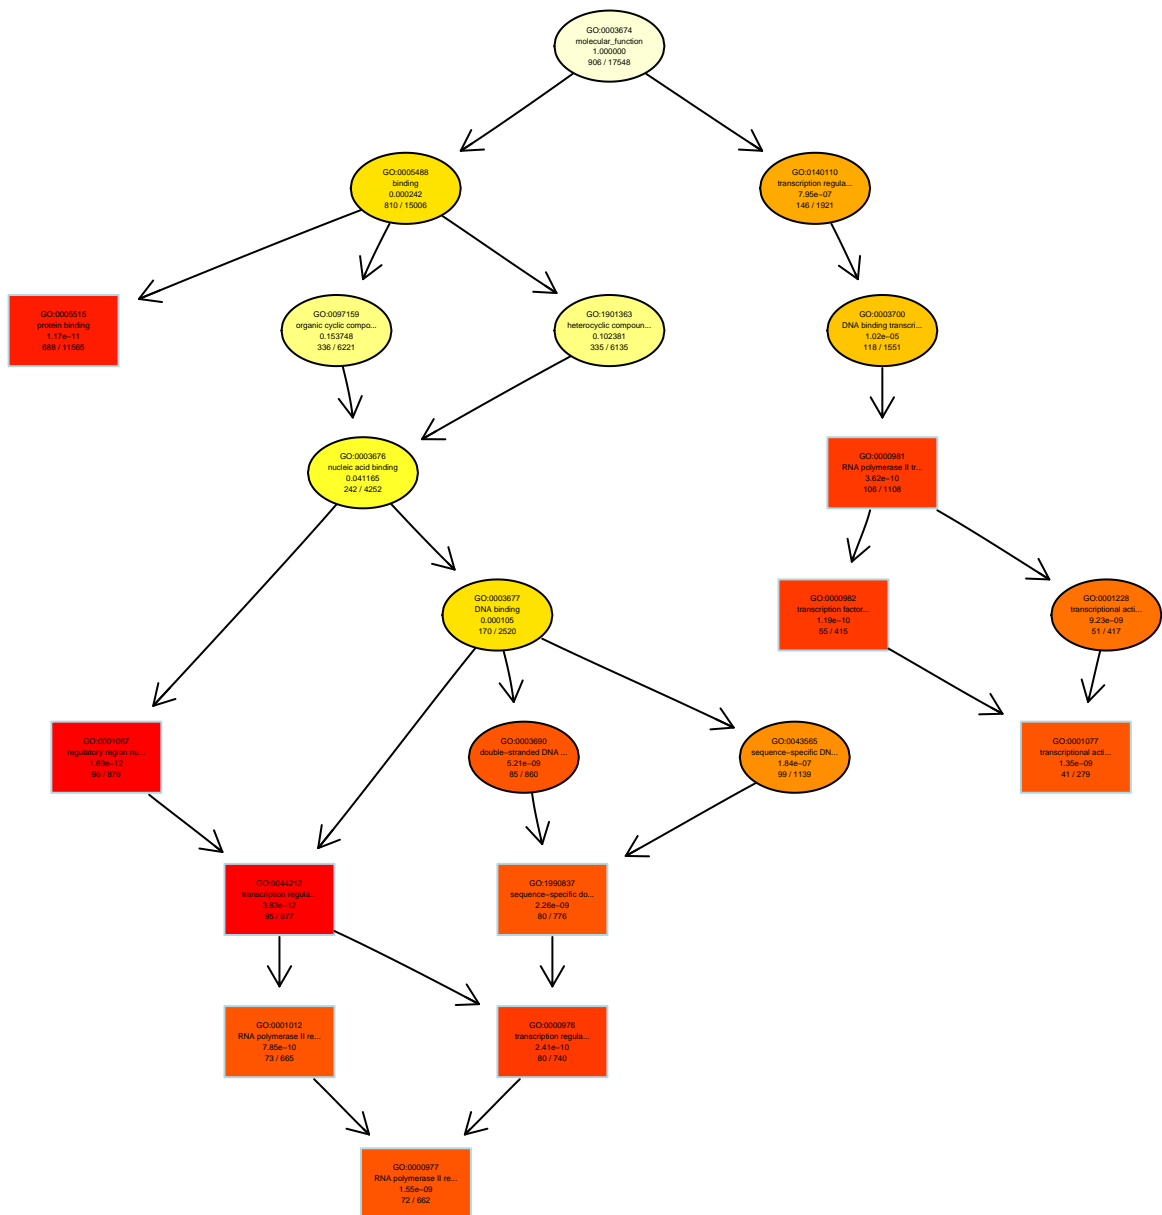 GO:0003674
molecular_function
1.000000
906 / 17548
GO:0005488
binding
0.000242
810 / 15006
GO:0140110
transcription regula...
7.95e−07
146 / 1921
GO:0005515
protein binding
1.17e−11
688 / 11565
GO:0097159
organic cyclic compo...
0.153748
336 / 6221
GO:1901363
heterocyclic compoun...
0.102381
335 / 6135
GO:0003700
DNA binding transcri...
1.02e−05
118 / 1551
GO:0003676
nucleic acid binding
0.041165
242 / 4252
GO:0000981
RNA polymerase II tr...
3.62e−10
106 / 1108
GO:0003677
DNA binding
0.000105
170 / 2520
GO:0000982
transcription factor...
1.19e−10
55 / 415
GO:0001228
transcriptional acti...
9.23e−09
51 / 417
GO:0001067
regulatory region nu...
1.69e−12
96 / 878
GO:0003690
double−stranded DNA ...
5.21e−09
85 / 860
GO:0043565
sequence−specific DN...
1.84e−07
99 / 1139
GO:0001077
transcriptional acti...
1.35e−09
41 / 279
GO:0044212
transcription regula...
3.83e−12
95 / 877
GO:1990837
sequence−specific do...
2.26e−09
80 / 776
GO:0001012
RNA polymerase II re...
7.85e−10
73 / 665
GO:0000976
transcription regula...
2.41e−10
80 / 740
GO:0000977
RNA polymerase II re...
1.55e−09
72 / 662